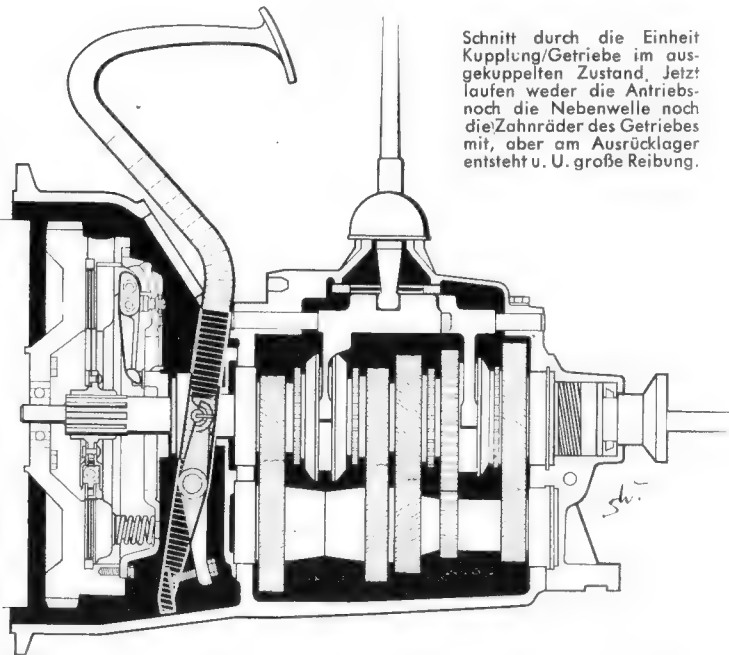 Schnitt durch die Einheit
Kupplung/Getriebe im aus-
gekuppelten Zustand. Jetzt
laufen weder die Antriebs-
noch die Nebenwelle noch
die Zahnräder des Getriebes
mit, aber am Ausrücklager
entsteht u. U. große Reibung.